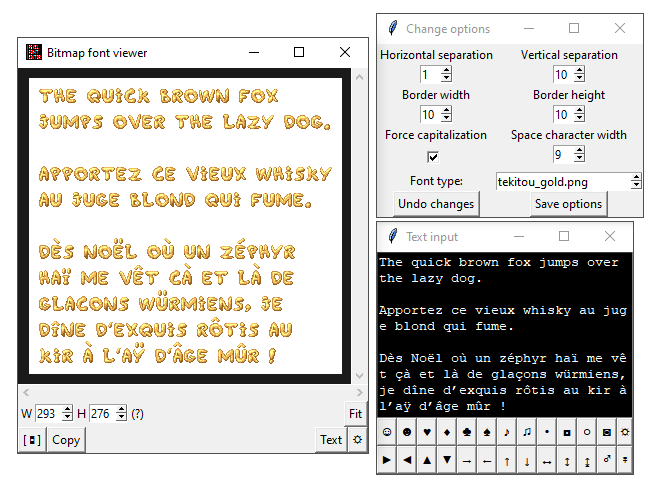 Bitmap font viewer
THE QUICK BROWN FOX
JUMPS OVER THE LAZY DOG.
APPORTEZ CE VIEUX WHISKY
AU JUGE BLOND QUI FUME.
DÈS NOËL OÙ UN ZÉPHYR
HAÏ ME VÊT CÀ ET LÀ DE
GLACONS WÜRMIENS, JE
DÎNE D'EXQUIS RÔTIS AU
KIR À L'AŸ D'ÂGE MÛR !
W 293 H 276 (?) Fit
[◘] Copy Text ☼
Change options
Horizontal separation Vertical separation
1 10
Border width Border height
10 10
Force capitalization Space character width
9
Font type: tekitou_gold.png
Undo changes Save options
Text input
The quick brown fox jumps over
the lazy dog.
Apportez ce vieux whisky au jug
e blond qui fume.
Dès Noël où un zéphyr haï me vê
t çà et là de glaçons würmiens,
je dîne d’exquis rôtis au kir à
l’aÿ d’âge mûr !
☺ ☻ ♥ ♦ ♣ ♠ ♪ ♫ • ◘ ○ ◙ ☼
► ◄ ▲ ▼ → ← ↑ ↓ ↔ ↕ ↨ ♂ ♀